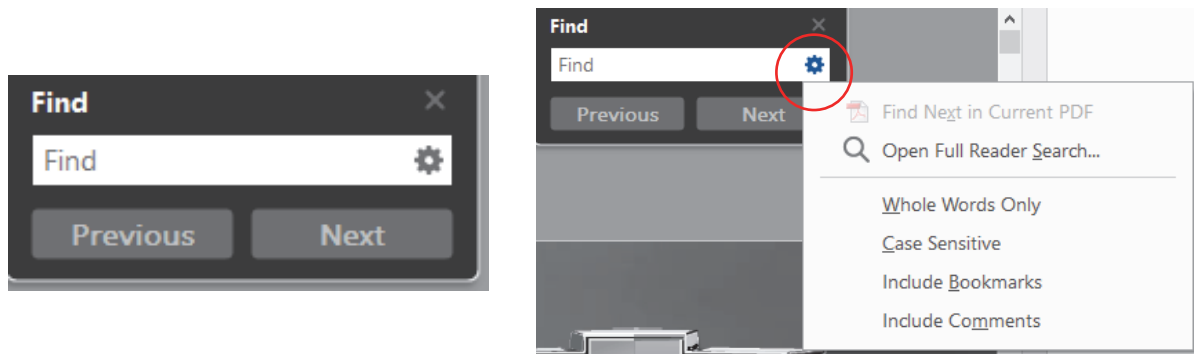 Find
Find
Previous Next
Find
Find
Previous Next
Find Next in Current PDF
Open Full Reader Search...
Whole Words Only
Case Sensitive
Include Bookmarks
Include Comments